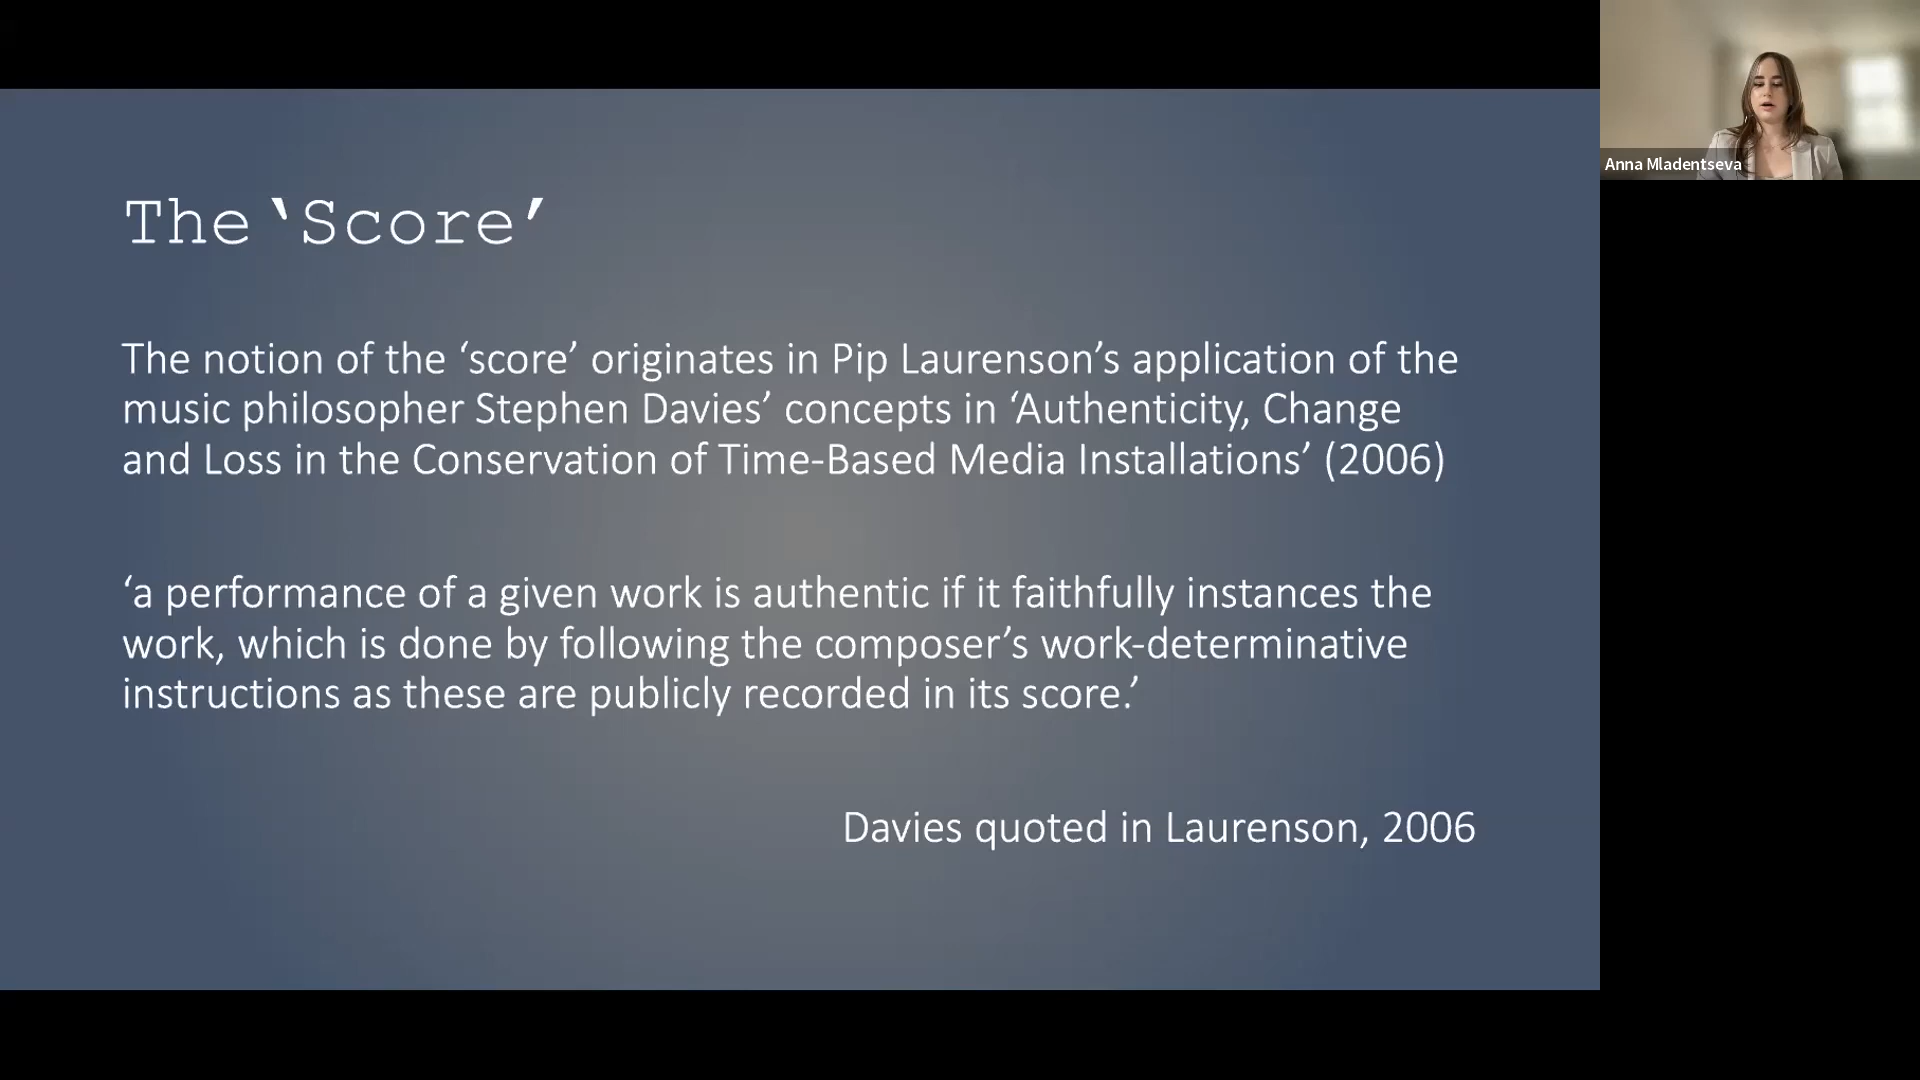 The ‘Score’
The notion of the ‘score’ originates in Pip Laurenson’s application of the
music philosopher Stephen Davies’ concepts in ‘Authenticity, Change
and Loss in the Conservation of Time-Based Media Installations’ (2006)
‘a performance of a given work is authentic if it faithfully instances the
work, which is done by following the composer’s work-determinative
instructions as these are publicly recorded in its score.’
Davies quoted in Laurenson, 2006
Anna Mladentseva